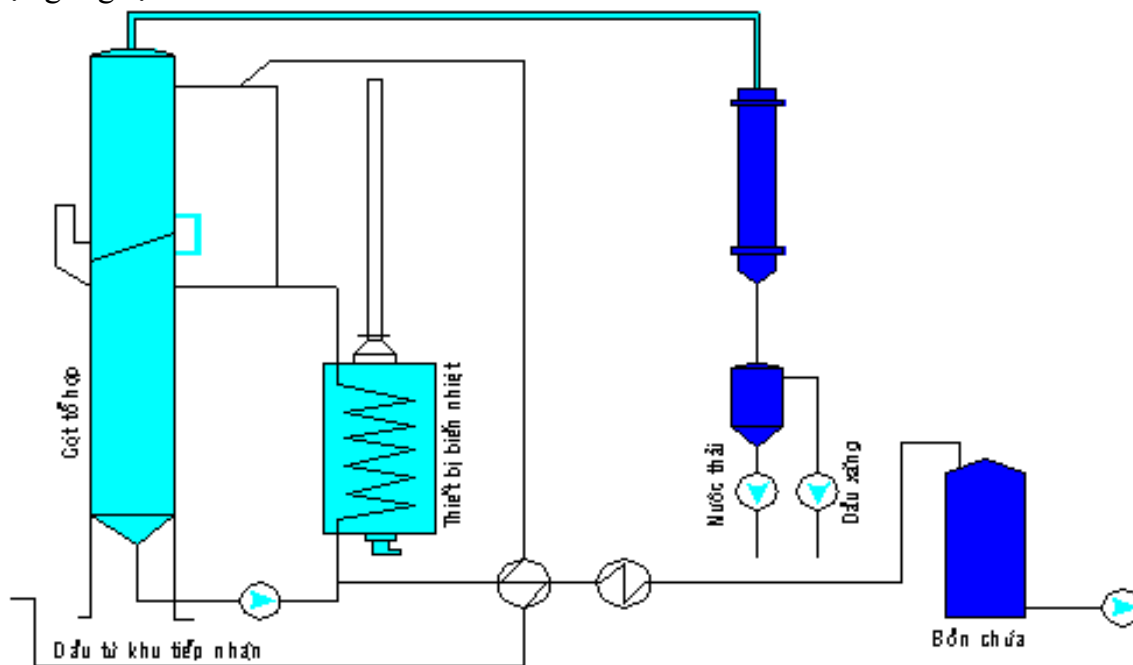 Cột tổ hợp
Thiết bị biến nhiệt
Nước thải
Dầu xăng
Dầu từ khu tiếp nhận
Bồn chứa